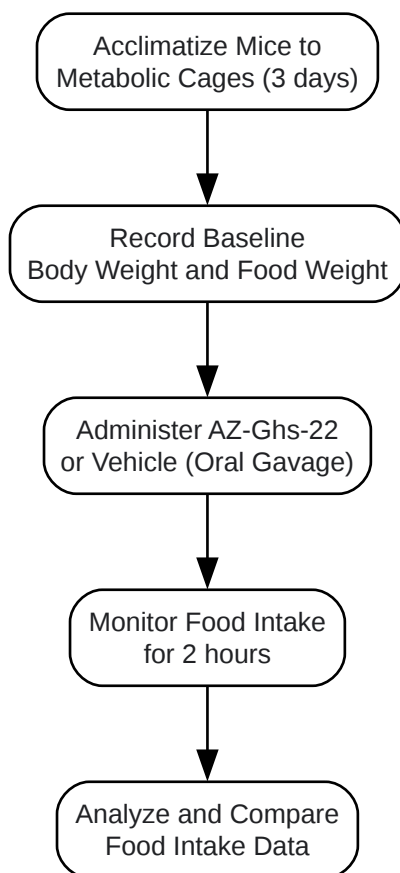 Acclimatize Mice to
Metabolic Cages (3 days)
Record Baseline
Body Weight and Food Weight
Administer AZ-Ghs-22
or Vehicle (Oral Gavage)
Monitor Food Intake
for 2 hours
Analyze and Compare
Food Intake Data